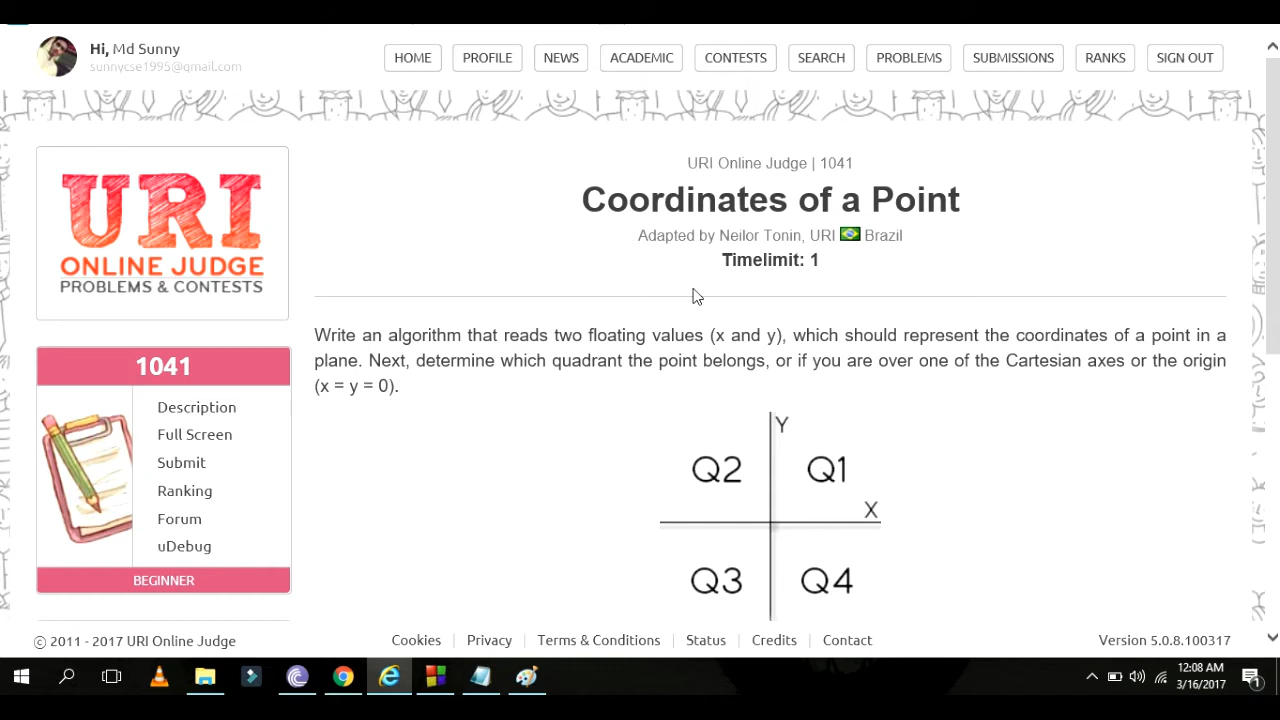 Hi, Md Sunny
sunnycse1995@gmail.com
HOME
PROFILE
NEWS
ACADEMIC
CONTESTS
SEARCH
PROBLEMS
SUBMISSIONS
RANKS
SIGN OUT
URI
ONLINE JUDGE
PROBLEMS & CONTESTS
1041
Description
Full Screen
Submit
Ranking
Forum
uDebug
BEGINNER
URI Online Judge | 1041
Coordinates of a Point
Adapted by Neilor Tonin, URI Brazil
Timelimit: 1
Write an algorithm that reads two floating values (x and y), which should represent the coordinates of a point in a
plane. Next, determine which quadrant the point belongs, or if you are over one of the Cartesian axes or the origin
(x = y = 0).
Y
Q2
Q1
X
Q3
Q4
© 2011 - 2017 URI Online Judge
Cookies
Privacy
Terms & Conditions
Status
Credits
Contact
Version 5.0.8.100317
12:08 AM
3/16/2017
1